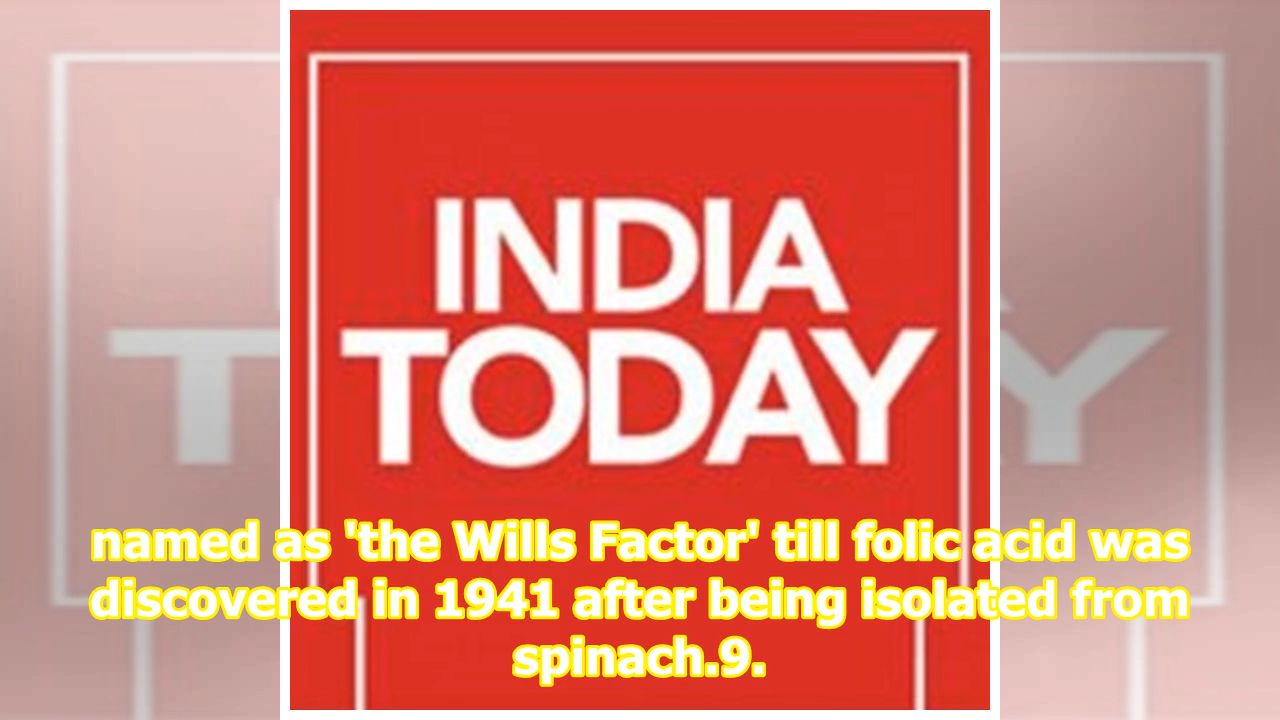 INDIA
TODAY
named as 'the Wills Factor' till folic acid was
discovered in 1941 after being isolated from
spinach.9.